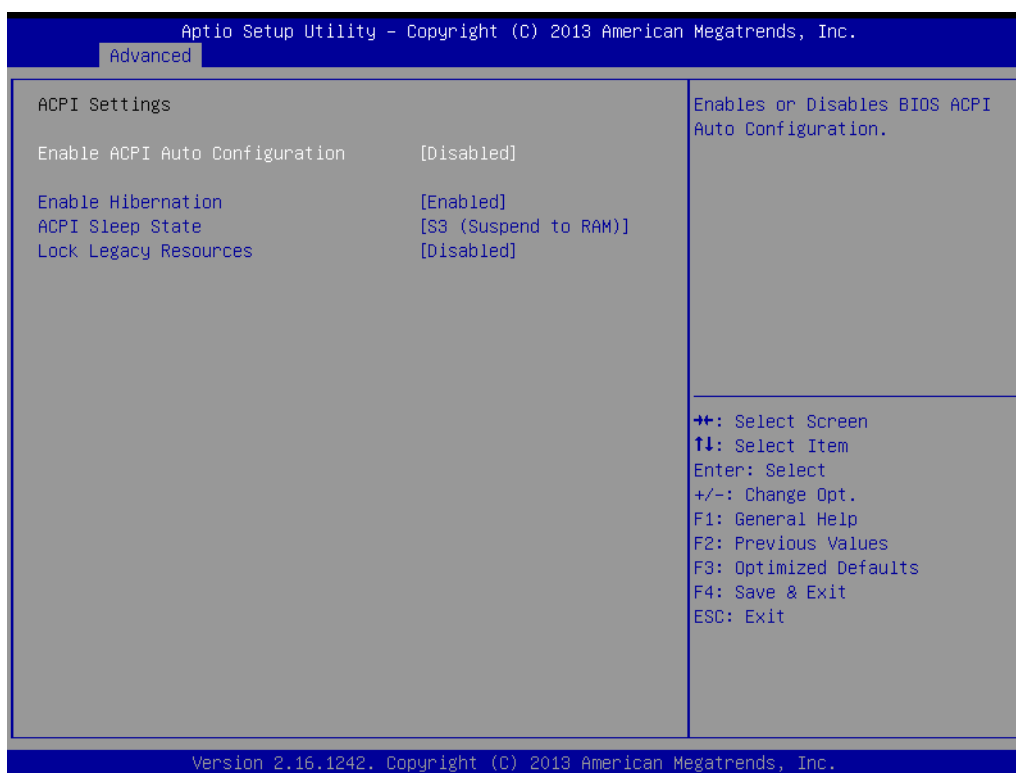 Aptio Setup Utility – Copyright (C) 2013 American Megatrends, Inc.
Advanced
ACPI Settings
Enable ACPI Auto Configuration [Disabled]
Enable Hibernation [Enabled]
ACPI Sleep State [S3 (Suspend to RAM)]
Lock Legacy Resources [Disabled]
Enables or Disables BIOS ACPI
Auto Configuration.
→←: Select Screen
↑↓: Select Item
Enter: Select
+/-: Change Opt.
F1: General Help
F2: Previous Values
F3: Optimized Defaults
F4: Save & Exit
ESC: Exit
Version 2.16.1242. Copyright (C) 2013 American Megatrends, Inc.